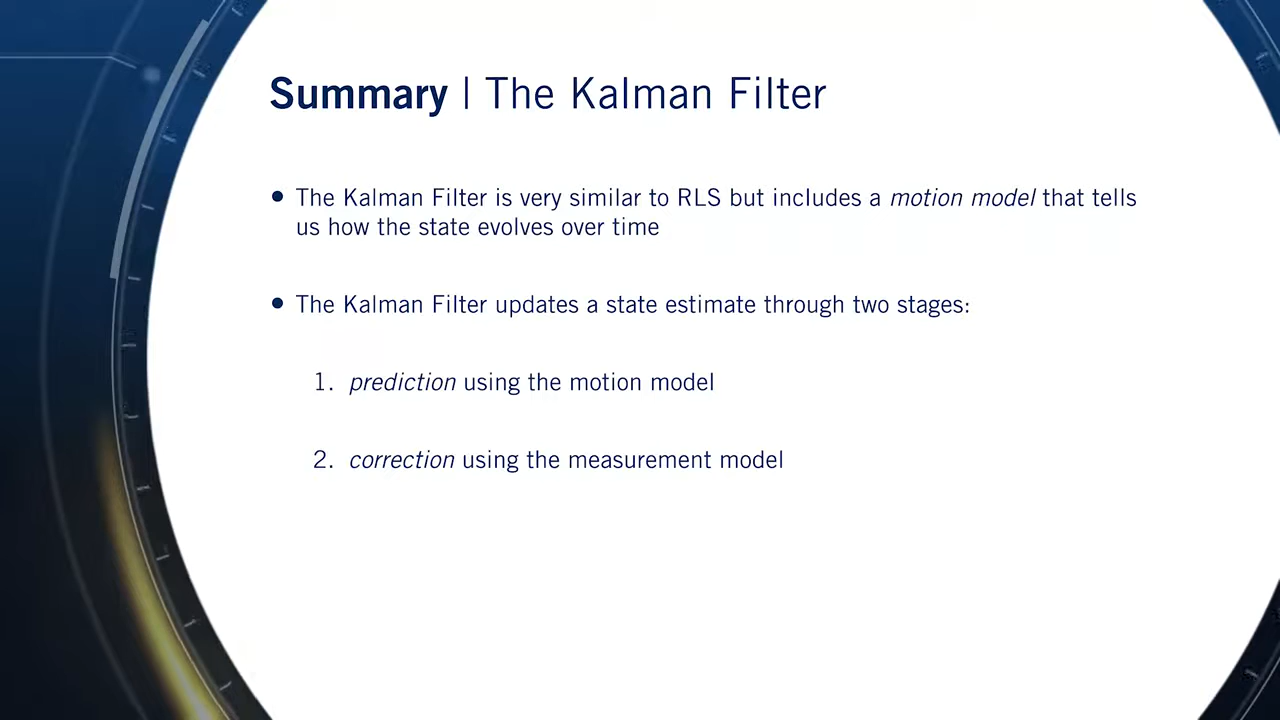 Summary | The Kalman Filter
• The Kalman Filter is very similar to RLS but includes a motion model that tells
us how the state evolves over time
• The Kalman Filter updates a state estimate through two stages:
1. prediction using the motion model
2. correction using the measurement model